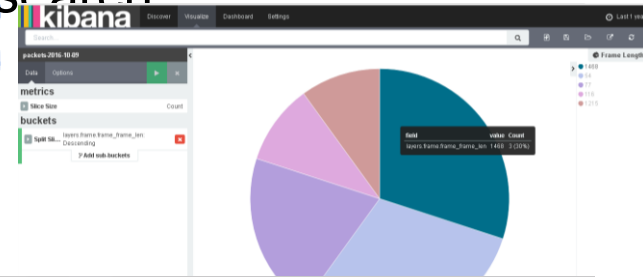 kibana
Discover Visualize Dashboard Settings
Last 1 yea
Search...
packets-2016-10-09
Data Options
metrics
Slice Size Count
buckets
Split Sli... layers.frame.frame_frame_len: Descending
Add sub-buckets
field value Count
layers.frame.frame_frame_len 1468 3 (30%)
Frame Length
1468
54
77
118
1215